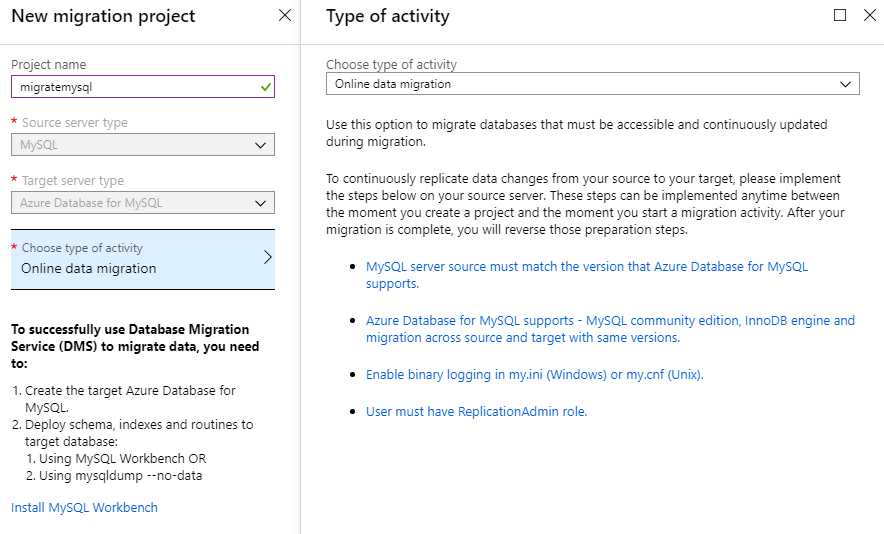 New migration project
Project name
migratemysql
* Source server type
MySQL
* Target server type
Azure Database for MySQL
* Choose type of activity
Online data migration
To successfully use Database Migration
Service (DMS) to migrate data, you need
to:
1. Create the target Azure Database for
MySQL.
2. Deploy schema, indexes and routines to
target database:
1. Using MySQL Workbench OR
2. Using mysqldump --no-data
Install MySQL Workbench
Type of activity
Choose type of activity
Online data migration
Use this option to migrate databases that must be accessible and continuously updated
during migration.
To continuously replicate data changes from your source to your target, please implement
the steps below on your source server. These steps can be implemented anytime between
the moment you create a project and the moment you start a migration activity. After your
migration is complete, you will reverse those preparation steps.
• MySQL server source must match the version that Azure Database for MySQL
supports.
• Azure Database for MySQL supports - MySQL community edition, InnoDB engine and
migration across source and target with same versions.
• Enable binary logging in my.ini (Windows) or my.cnf (Unix).
• User must have ReplicationAdmin role.